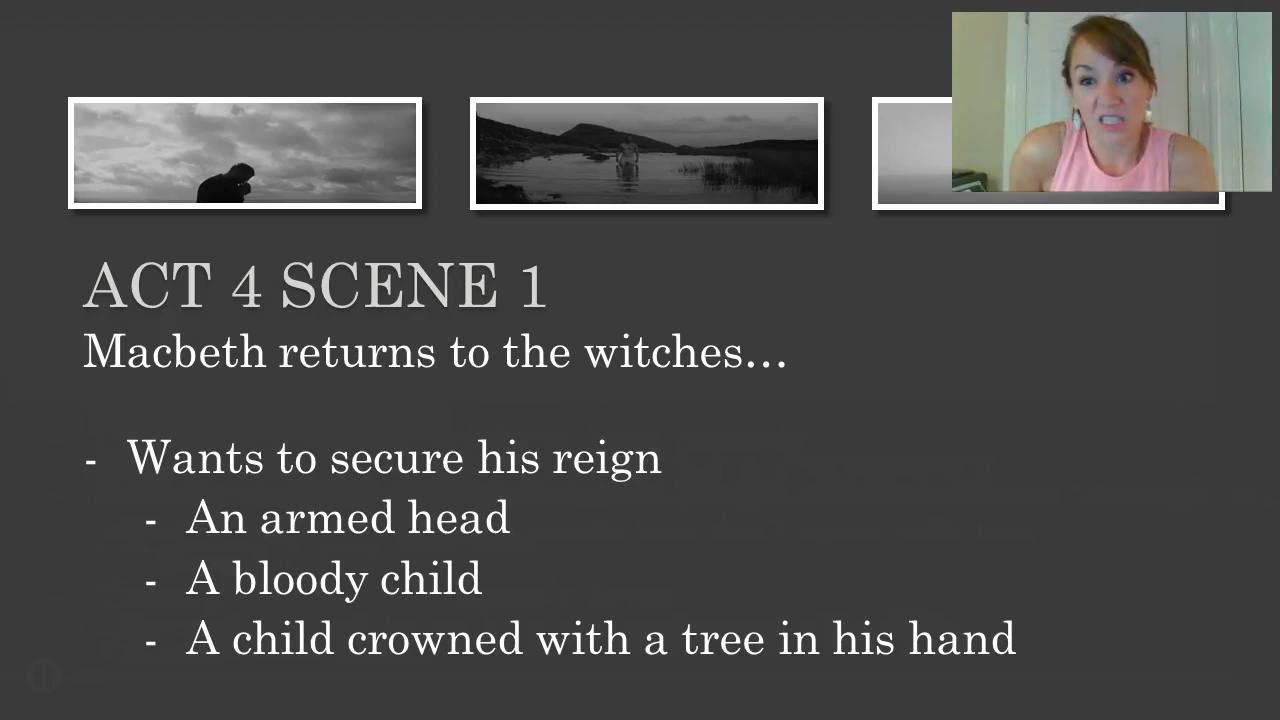 ACT 4 SCENE 1
Macbeth returns to the witches…
- Wants to secure his reign
- An armed head
- A bloody child
- A child crowned with a tree in his hand